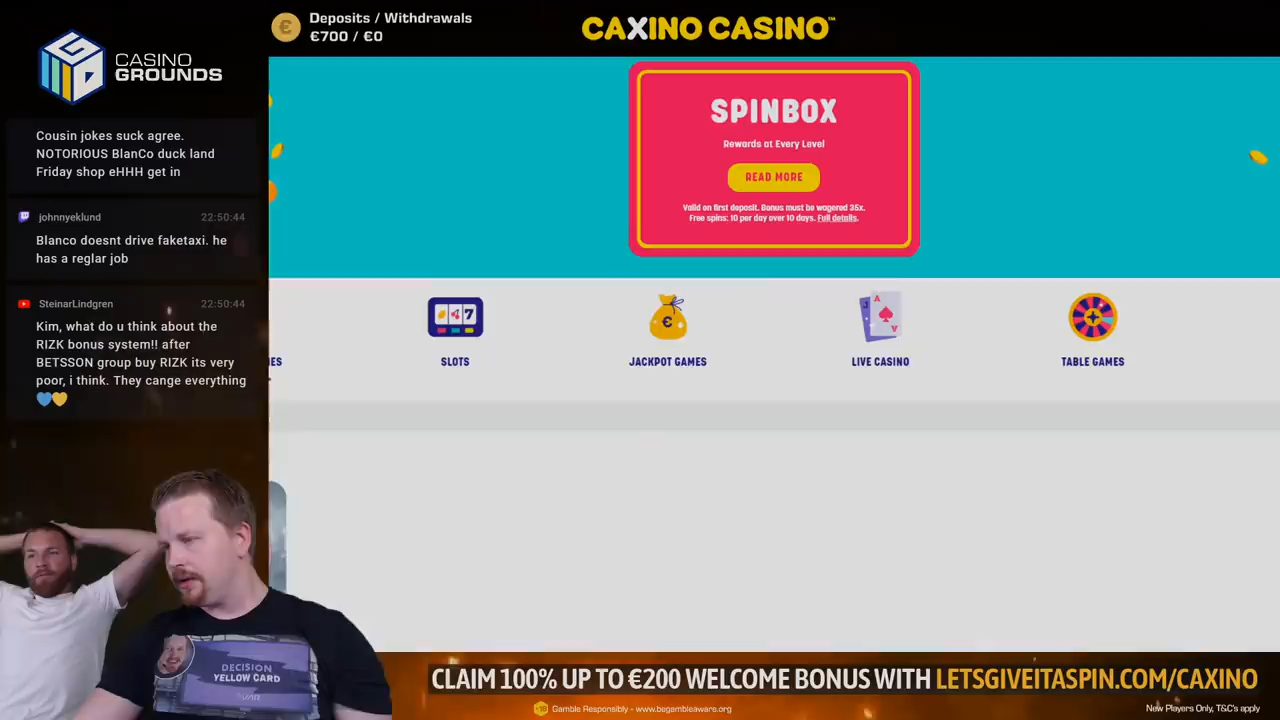 Deposits / Withdrawals
€700 / €0
CAXINO CASINO™
CASINO
GROUNDS
Cousin jokes suck agree.
NOTORIOUS BlanCo duck land
Friday shop eHHH get in
johnnyeklund 22:50:44
Blanco doesnt drive faketaxi. he
has a reglar job
SteinarLindgren 22:50:44
Kim, what do u think about the
RIZK bonus system!! after
BETSSON group buy RIZK its very
poor, i think. They cange everything
SPINBOX
Rewards at Every Level
READ MORE
Valid on first deposit. Bonus must be wagered 35x.
Free spins: 10 per day over 10 days. Full details.
SLOTS
JACKPOT GAMES
LIVE CASINO
TABLE GAMES
DECISION
YELLOW CARD
VAR
CLAIM 100% UP TO €200 WELCOME BONUS WITH LETSGIVEITASPIN.COM/CAXINO
Gamble Responsibly - www.begambleaware.org
New Players Only, T&C's apply